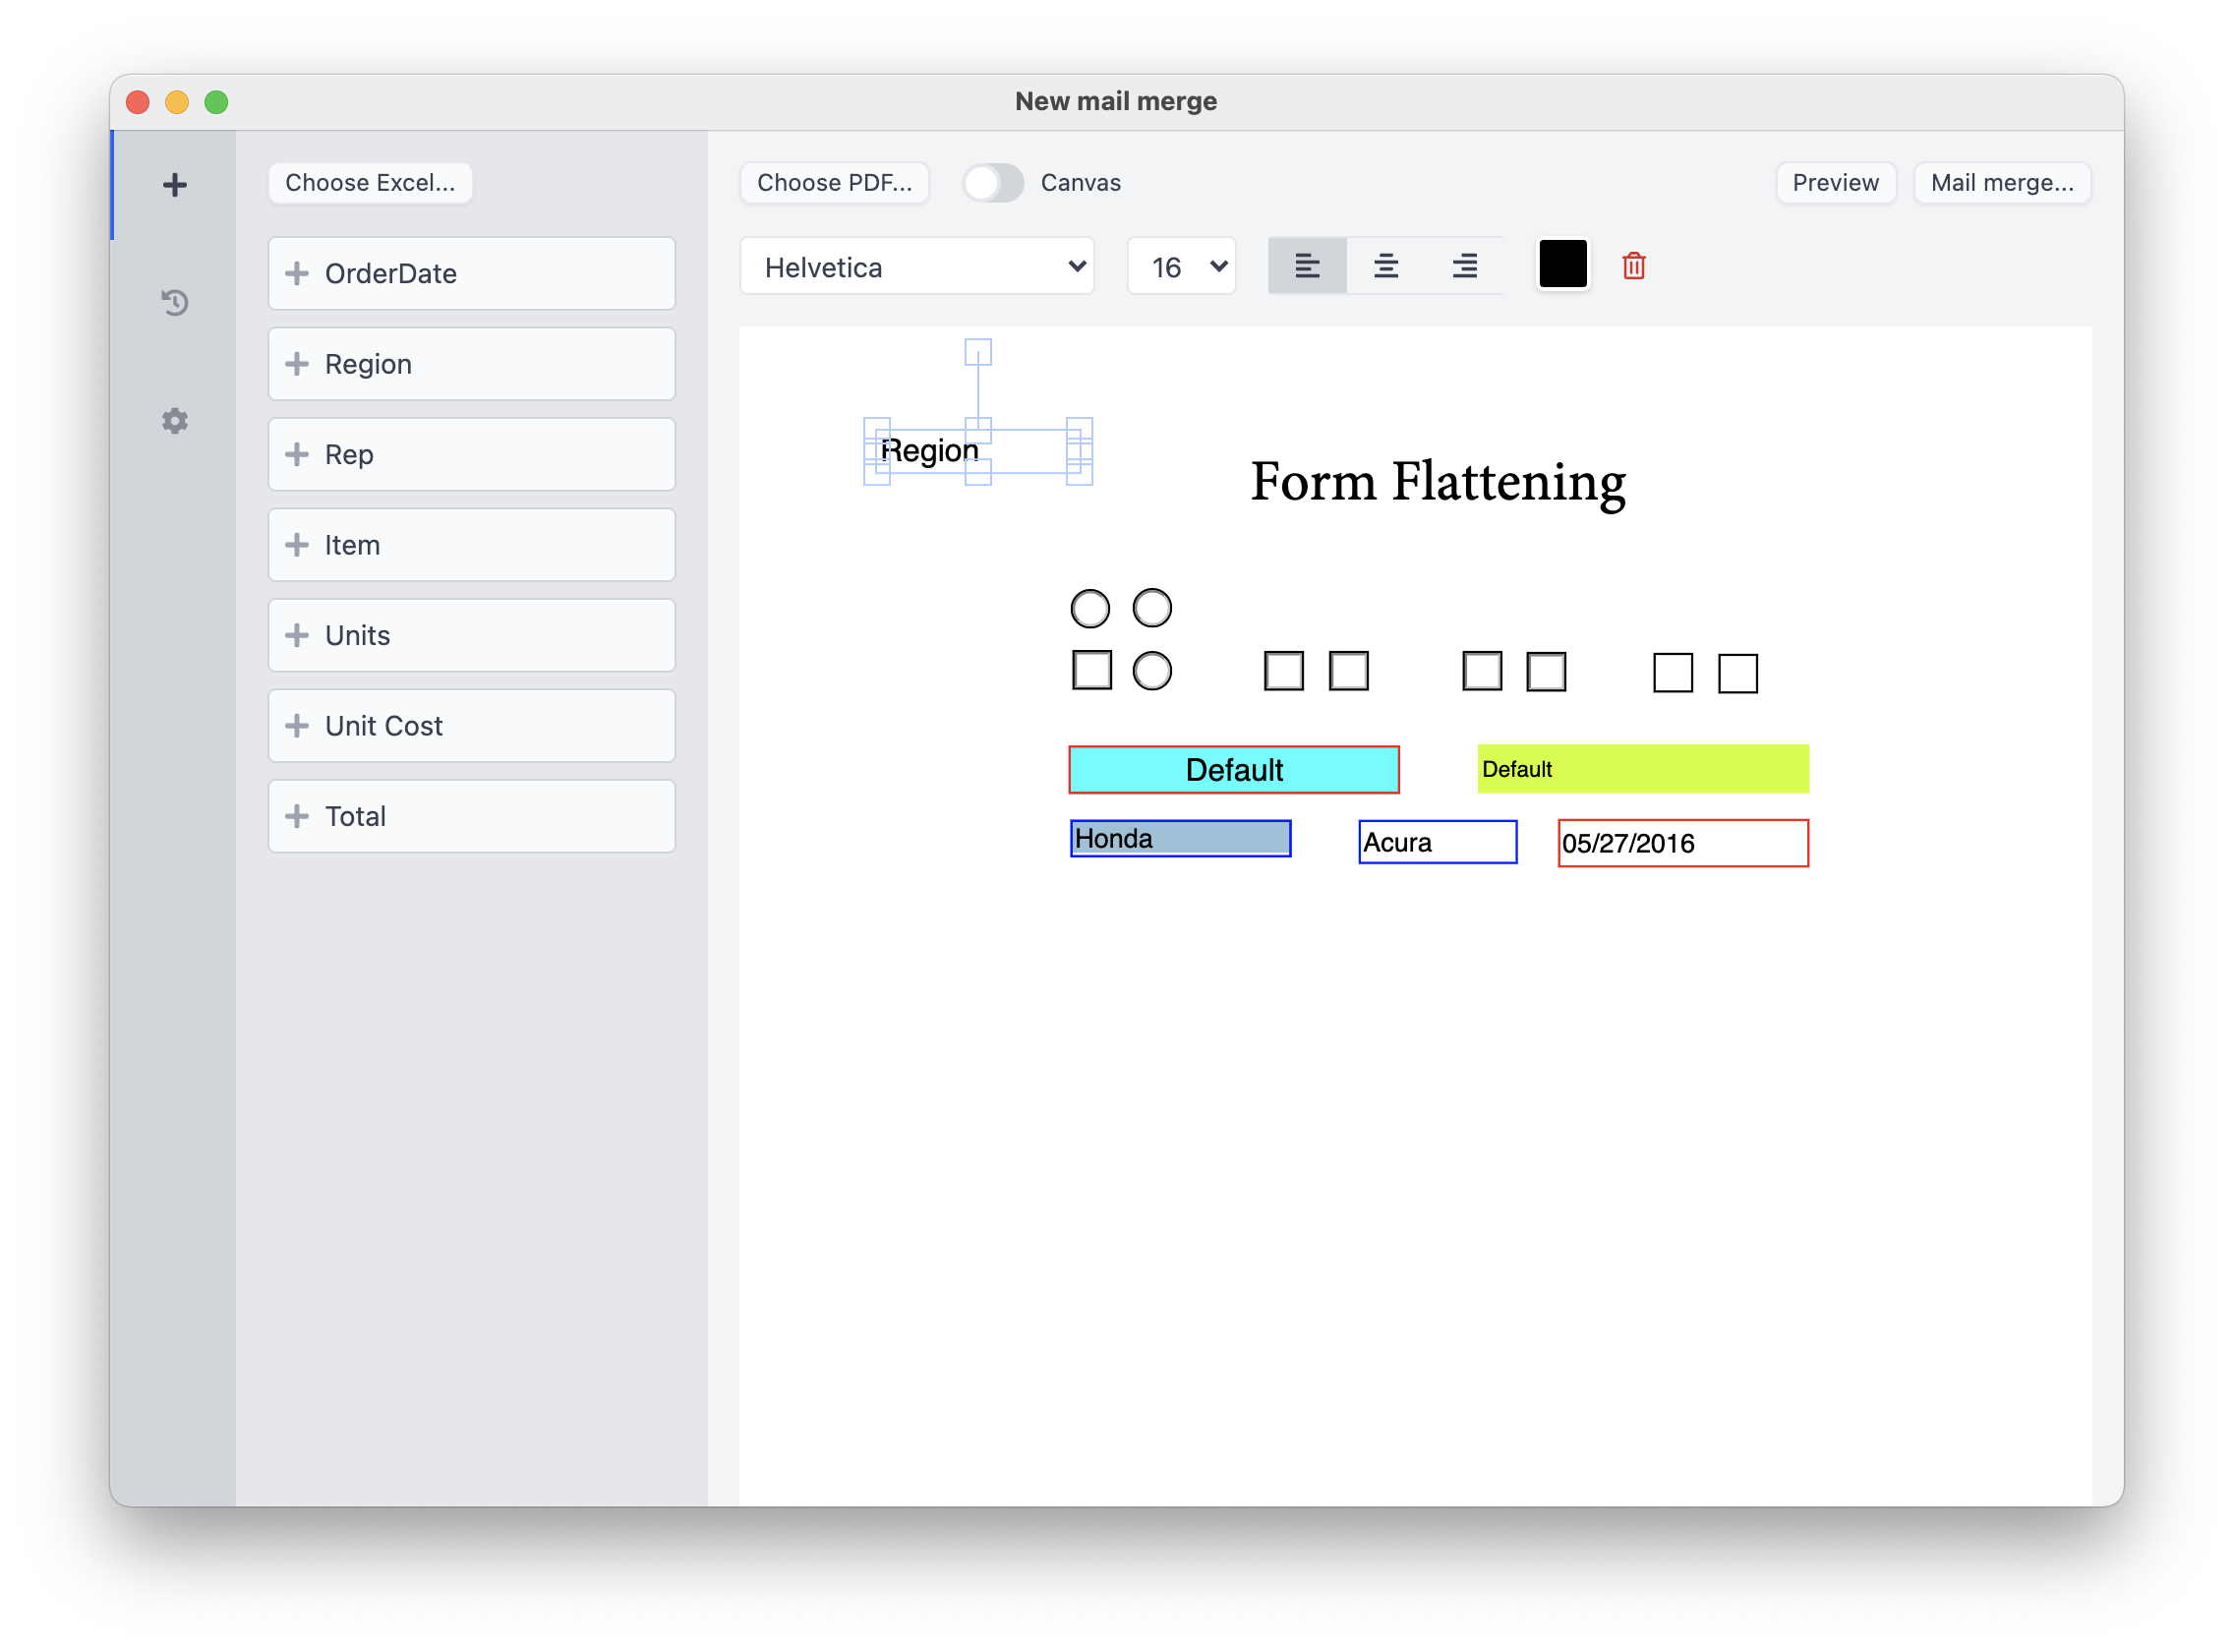 New mail merge
Choose Excel...
OrderDate
Region
Rep
Item
Units
Unit Cost
Total
Choose PDF...
Canvas
Preview
Mail merge...
Helvetica
16
Region
Form Flattening
Default
Default
Honda
Acura
05/27/2016